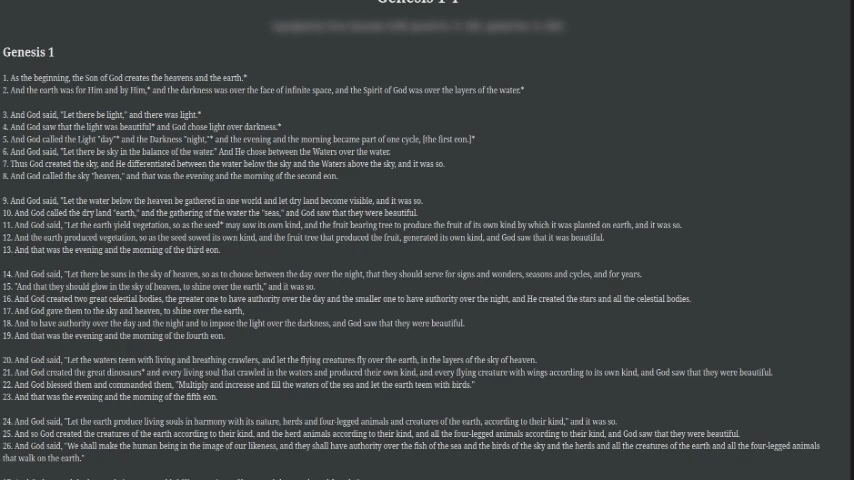 Genesis 1
1. As the beginning, the Son of God creates the heavens and the earth.*
2. And the earth was for Him and by Him,* and the darkness was over the face of infinite space, and the Spirit of God was over the layers of the water.*
3. And God said, "Let there be light," and there was light.*
4. And God saw that the light was beautiful* and God chose light over darkness.*
5. And God called the Light "day"* and the Darkness "night,"* and the evening and the morning became part of one cycle, [the first eon.]*
6. And God said, "Let there be sky in the balance of the water." And He chose between the Waters over the water.
7. Thus God created the sky, and He differentiated between the water below the sky and the Waters above the sky, and it was so.
8. And God called the sky "heaven," and that was the evening and the morning of the second eon.
9. And God said, "Let the water below the heaven be gathered in one world and let dry land become visible, and it was so.
10. And God called the dry land "earth," and the gathering of the water the "seas," and God saw that they were beautiful.
11. And God said, "Let the earth yield vegetation, so as the seed* may sow its own kind, and the fruit bearing tree to produce the fruit of its own kind by which it was planted on earth, and it was so.
12. And the earth produced vegetation, so as the seed sowed its own kind, and the fruit tree that produced the fruit, generated its own kind, and God saw that it was beautiful.
13. And that was the evening and the morning of the third eon.
14. And God said, "Let there be suns in the sky of heaven, so as to choose between the day over the night, that they should serve for signs and wonders, seasons and cycles, and for years.
15. "And that they should glow in the sky of heaven, to shine over the earth," and it was so.
16. And God created two great celestial bodies, the greater one to have authority over the day and the smaller one to have authority over the night, and He created the stars and all the celestial bodies.
17. And God gave them to the sky and heaven, to shine over the earth,
18. And to have authority over the day and the night and to impose the light over the darkness, and God saw that they were beautiful.
19. And that was the evening and the morning of the fourth eon.
20. And God said, "Let the waters teem with living and breathing crawlers, and let the flying creatures fly over the earth, in the layers of the sky of heaven.
21. And God created the great dinosaurs* and every living soul that crawled in the waters and produced their own kind, and every flying creature with wings according to its own kind, and God saw that they were beautiful.
22. And God blessed them and commanded them, "Multiply and increase and fill the waters of the sea and let the earth teem with birds."
23. And that was the evening and the morning of the fifth eon.
24. And God said, "Let the earth produce living souls in harmony with its nature, herds and four-legged animals and creatures of the earth, according to their kind," and it was so.
25. And so God created the creatures of the earth according to their kind, and the herd animals according to their kind, and all the four-legged animals according to their kind, and God saw that they were beautiful.
26. And God said, "We shall make the human being in the image of our likeness, and they shall have authority over the fish of the sea and the birds of the sky and the herds and all the creatures of the earth and all the four-legged animals
that walk on the earth."